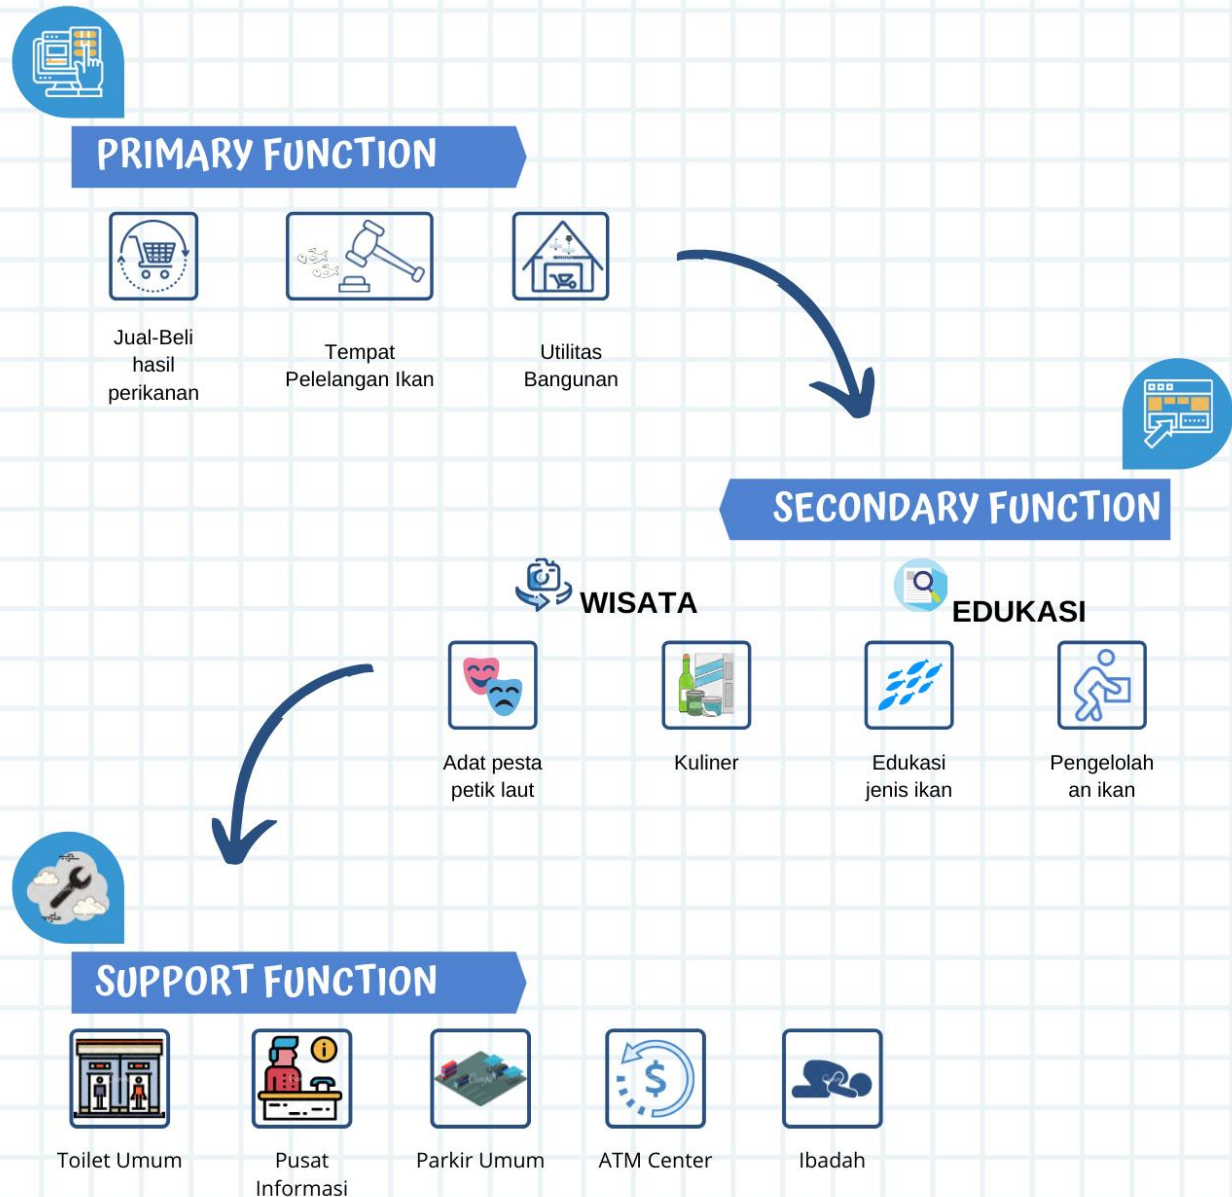 PRIMARY FUNCTION
Jual-Beli
hasil
perikanan
Tempat
Pelelangan Ikan
Utilitas
Bangunan
SECONDARY FUNCTION
WISATA
EDUKASI
Adat pesta
petik laut
Kuliner
Edukasi
jenis ikan
Pengelolah
an ikan
SUPPORT FUNCTION
Toilet Umum
Pusat
Informasi
Parkir Umum
ATM Center
Ibadah